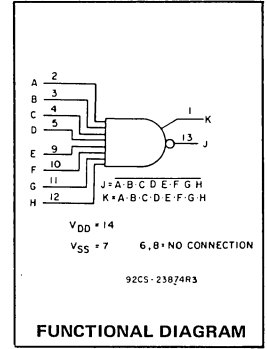 A 2
B 3
C 4
D 5
E 9
F 10
G 11
H 12
1 K
13 J
J=A·B·C D E·F G H
K=A·B·C·D·E·F·G·H
VDD = 14
VSS = 7 6,8= NO CONNECTION
92CS-23874R3
FUNCTIONAL DIAGRAM